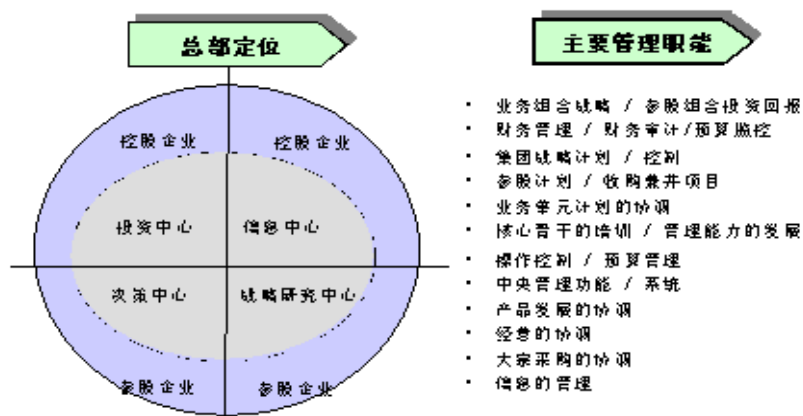 总部定位
主要管理职能
控股企业
控股企业
投资中心
信息中心
决策中心
战略研究中心
参股企业
参股企业
业务组合战略 / 参股组合投资回报
财务管理 / 财务审计/预算监控
集团战略计划 / 控制
参股计划 / 收购兼并项目
业务单元计划的协调
核心骨干的培训 / 管理能力的发展
操作控制 / 预算管理
中央管理功能 / 系统
产品发展的协调
经营的协调
大宗采购的协调
信息的管理